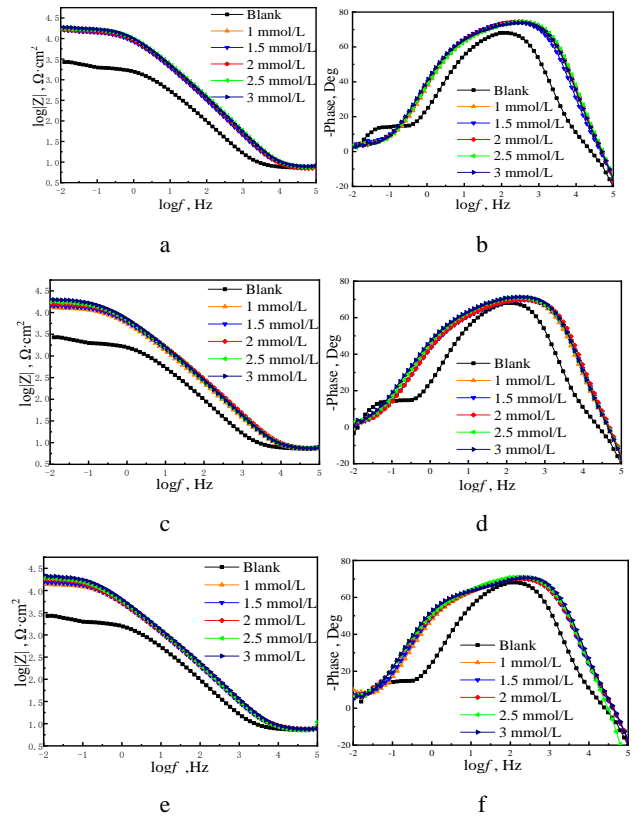 log|Z|, Ω·cm²
4.5
4.0
3.5
3.0
2.5
2.0
1.5
1.0
0.5
-2 -1 0 1 2 3 4 5
logf , Hz
Blank
1 mmol/L
1.5 mmol/L
2 mmol/L
2.5 mmol/L
3 mmol/L
a
-Phase, Deg
80
60
40
20
0
-20
-2 -1 0 1 2 3 4 5
logf , Hz
Blank
1 mmol/L
1.5 mmol/L
2 mmol/L
2.5 mmol/L
3 mmol/L
b
log|Z|, Ω·cm²
4.5
4.0
3.5
3.0
2.5
2.0
1.5
1.0
0.5
-2 -1 0 1 2 3 4 5
logf , Hz
Blank
1 mmol/L
1.5 mmol/L
2 mmol/L
2.5 mmol/L
3 mmol/L
c
-Phase, Deg
80
60
40
20
0
-20
-2 -1 0 1 2 3 4 5
logf , Hz
Blank
1 mmol/L
1.5 mmol/L
2 mmol/L
2.5 mmol/L
3 mmol/L
d
log|Z|, Ω·cm²
4.5
4.0
3.5
3.0
2.5
2.0
1.5
1.0
0.5
-2 -1 0 1 2 3 4 5
logf ,Hz
Blank
1 mmol/L
1.5 mmol/L
2 mmol/L
2.5 mmol/L
3 mmol/L
e
-Phase, Deg
80
60
40
20
0
-20
-2 -1 0 1 2 3 4 5
logf , Hz
Blank
1 mmol/L
1.5 mmol/L
2 mmol/L
2.5 mmol/L
3 mmol/L
f